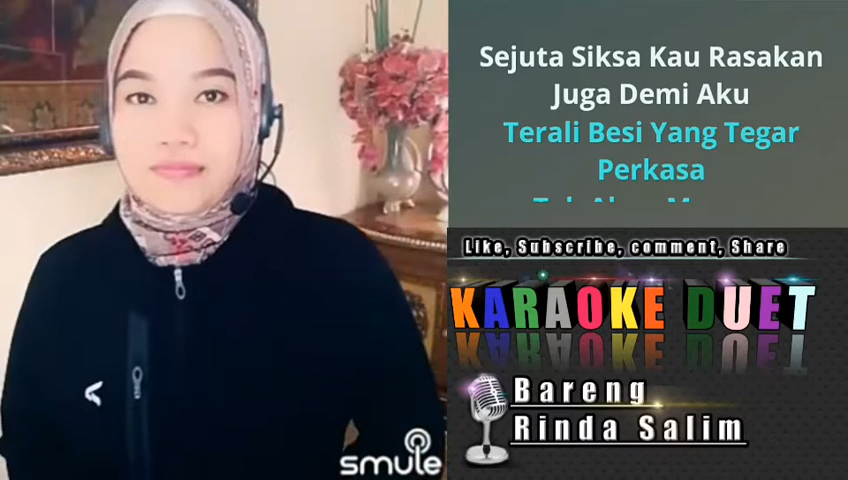 Sejuta Siksa Kau Rasakan
Juga Demi Aku
Terali Besi Yang Tegar
Perkasa
Like, Subscribe, comment, Share
KARAOKE DUET
Bareng
Rinda Salim
smule